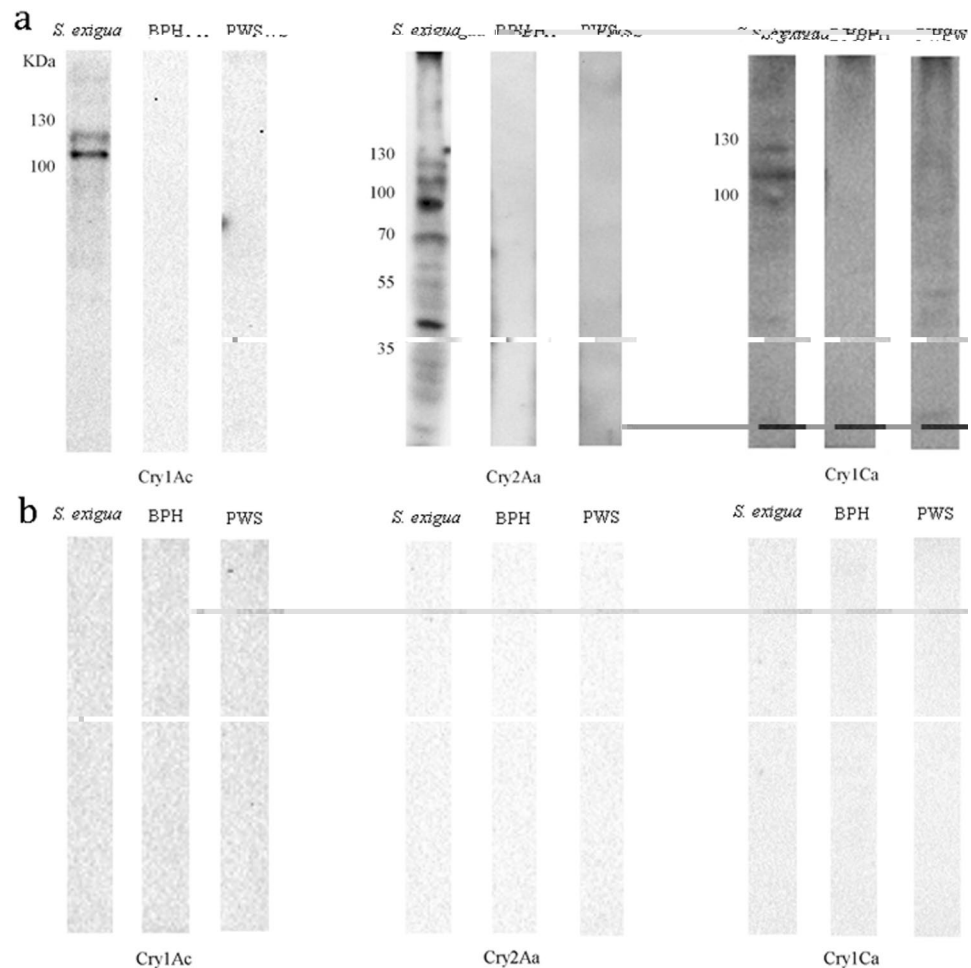 a
S. exigua BPH PWS S. exigua
KDa
130
100
130
100
70
55
35
130
100
Cry1Ac Cry2Aa Cry1Ca
b
S. exigua BPH PWS S. exigua BPH PWS S. exigua BPH PWS
Cry1Ac Cry2Aa Cry1Ca